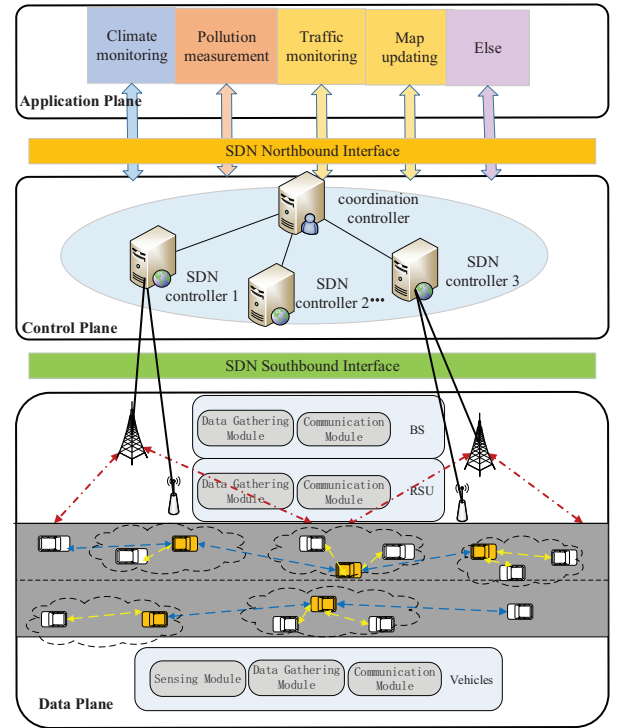 Climate
monitoring
Pollution
measurement
Traffic
monitoring
Map
updating
Else
Application Plane
SDN Northbound Interface
coordination
controller
SDN
controller 1
SDN
controller 2
•••
SDN
controller 3
Control Plane
SDN Southbound Interface
Data Gathering
Module
Communication
Module
BS
Data Gathering
Module
Communication
Module
RSU
Sensing Module
Data Gathering
Module
Communication
Module
Vehicles
Data Plane